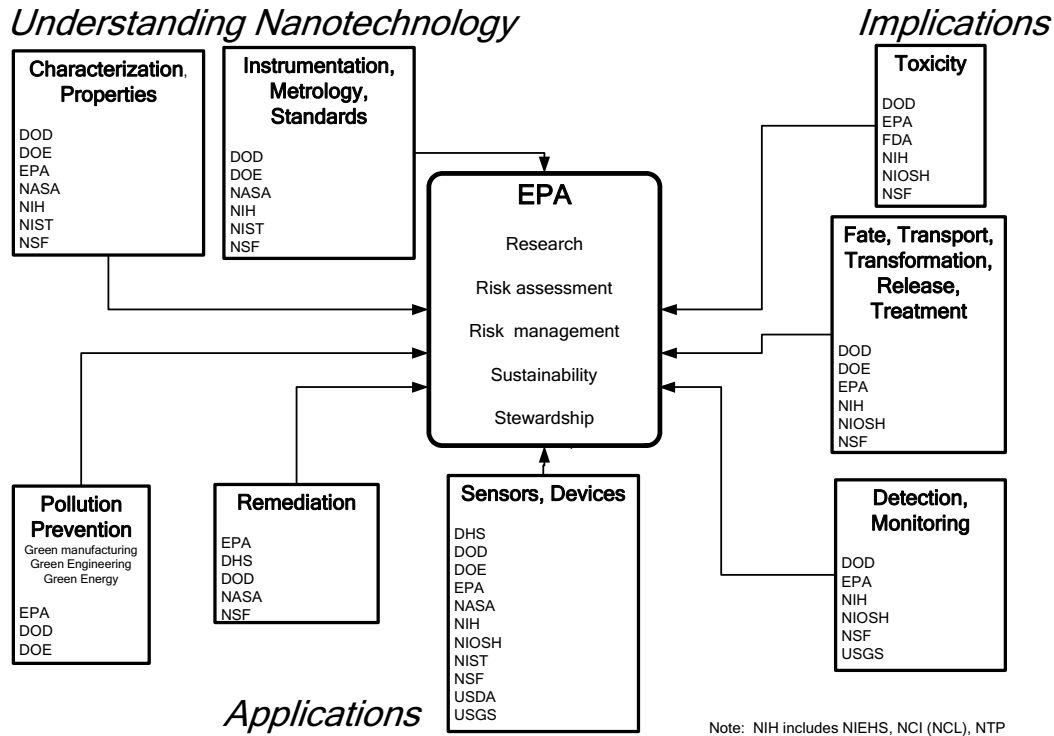 Understanding Nanotechnology
Implications
Characterization,
Properties
DOD
DOE
EPA
NASA
NIH
NIST
NSF
Instrumentation,
Metrology,
Standards
DOD
DOE
NASA
NIH
NIST
NSF
Toxicity
DOD
EPA
FDA
NIH
NIOSH
NSF
EPA
Research
Risk assessment
Risk management
Sustainability
Stewardship
Fate, Transport,
Transformation,
Release,
Treatment
DOD
DOE
EPA
NIH
NIOSH
NSF
Pollution
Prevention
Green manufacturing
Green Engineering
Green Energy
EPA
DOD
DOE
Remediation
EPA
DHS
DOD
NASA
NSF
Sensors, Devices
DHS
DOD
DOE
EPA
NASA
NIH
NIOSH
NIST
NSF
USDA
USGS
Detection,
Monitoring
DOD
EPA
NIH
NIOSH
NSF
USGS
Applications
Note: NIH includes NIEHS, NCI (NCL), NTP